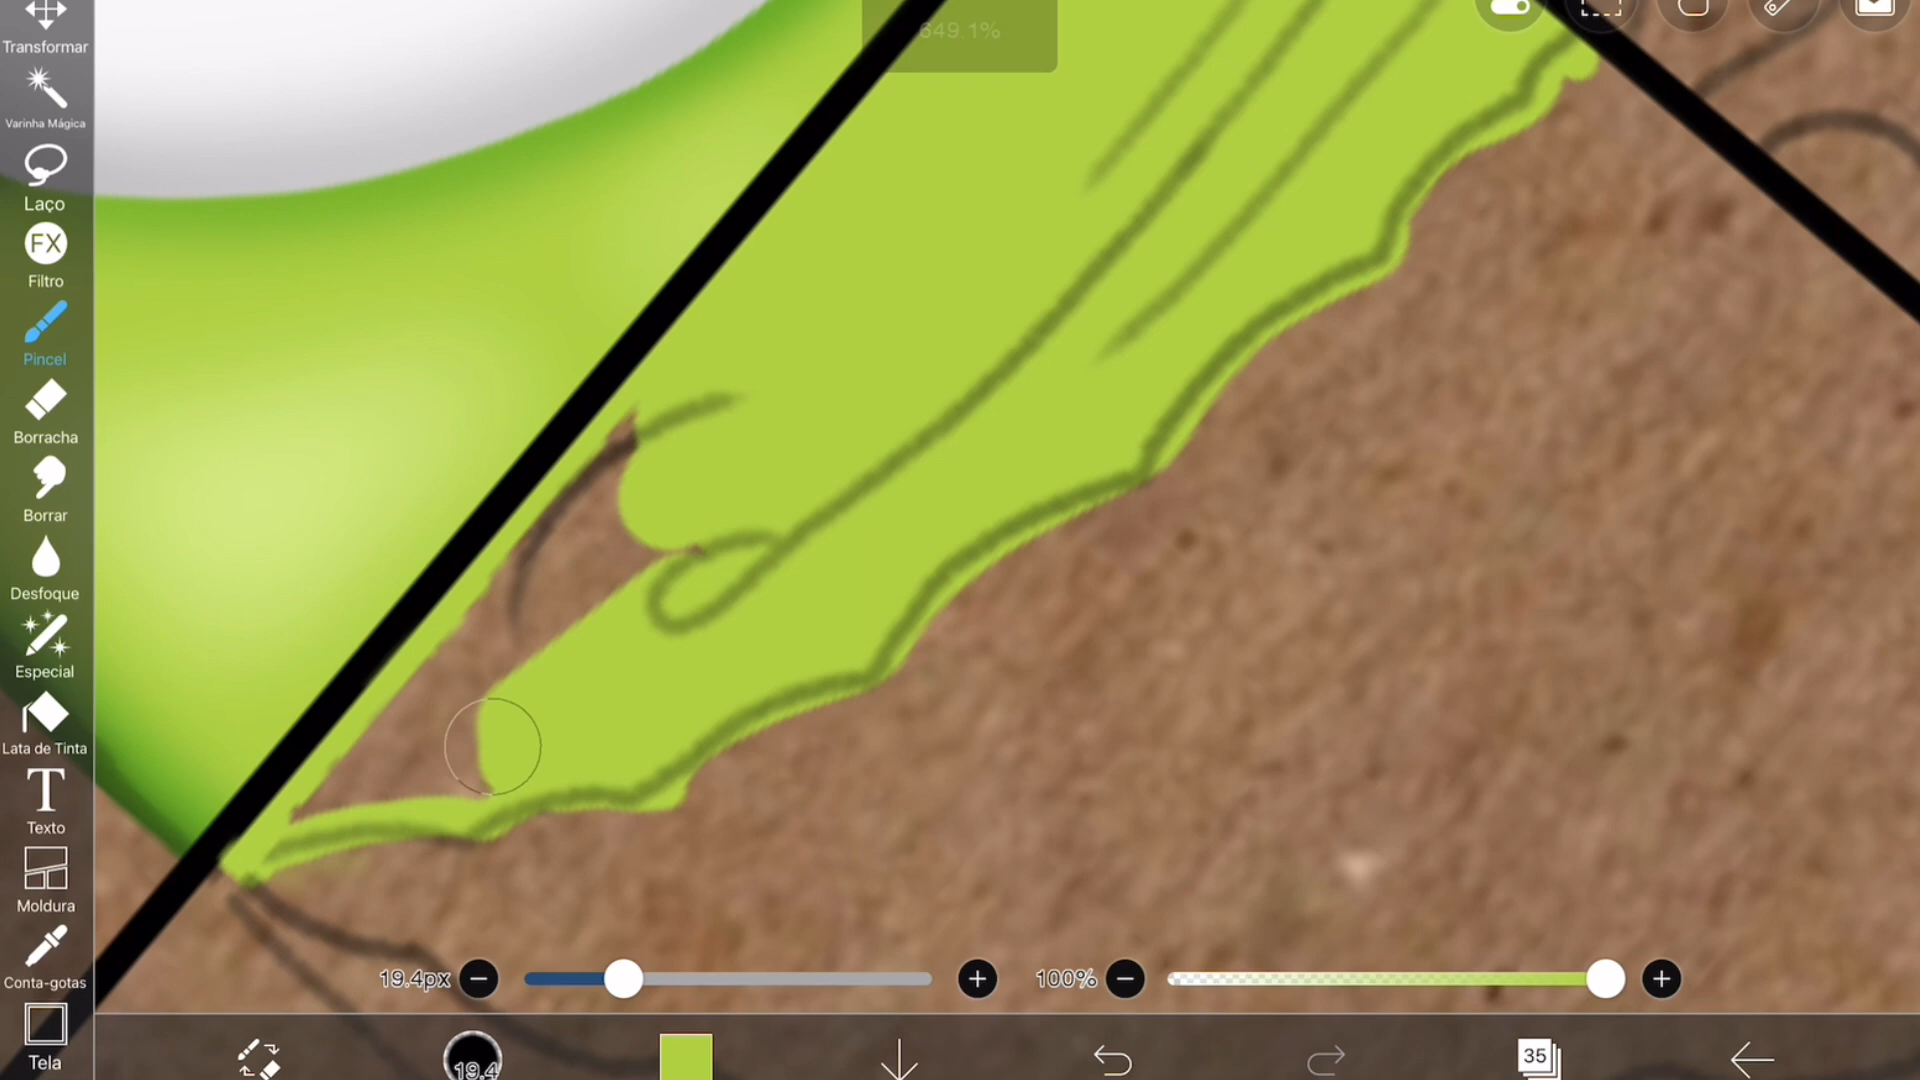 649.1%
Transformar
Varinha Mágica
Laço
FX
Filtro
Pincel
Borracha
Borrar
Desfoque
Especial
Lata de Tinta
T
Texto
Moldura
Conta-gotas
Tela
19.4px
100%
19.4
35